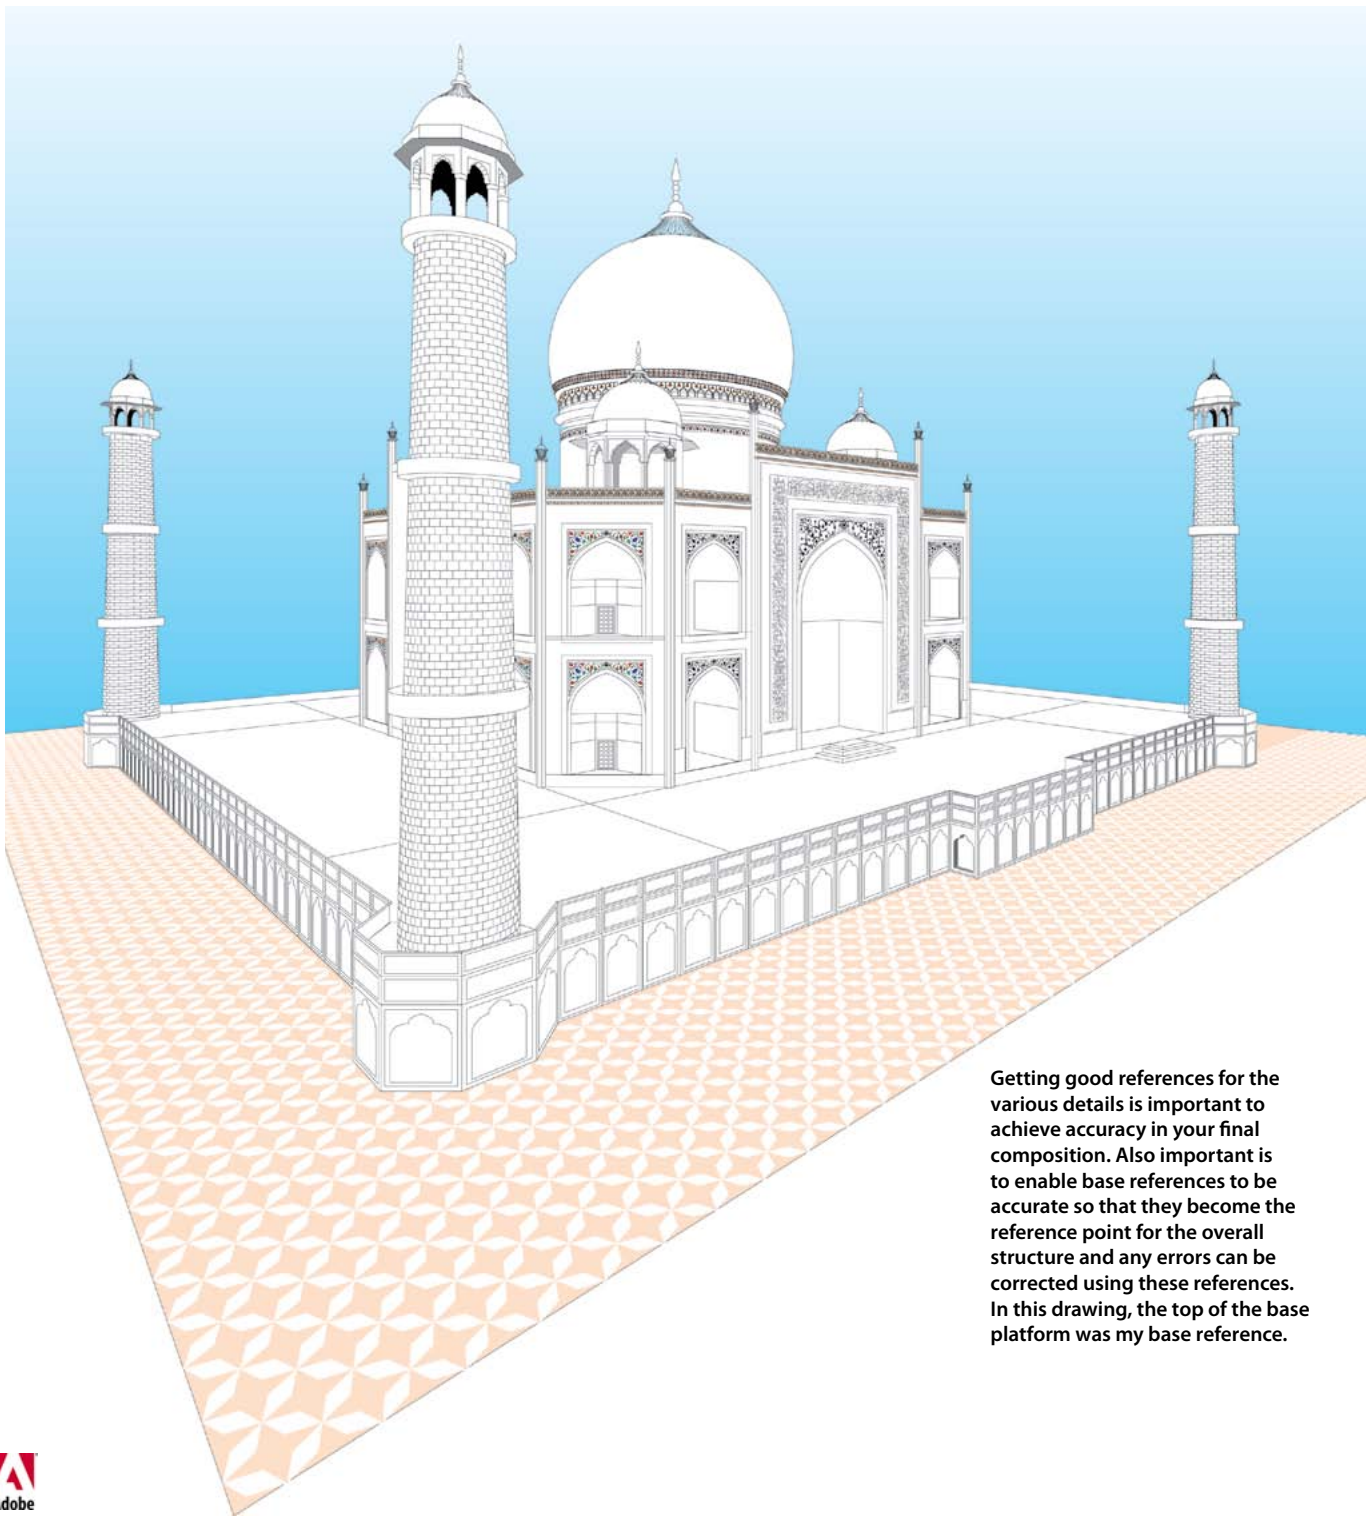 Getting good references for the
various details is important to
achieve accuracy in your final
composition. Also important is
to enable base references to be
accurate so that they become the
reference point for the overall
structure and any errors can be
corrected using these references.
In this drawing, the top of the base
platform was my base reference.
Adobe